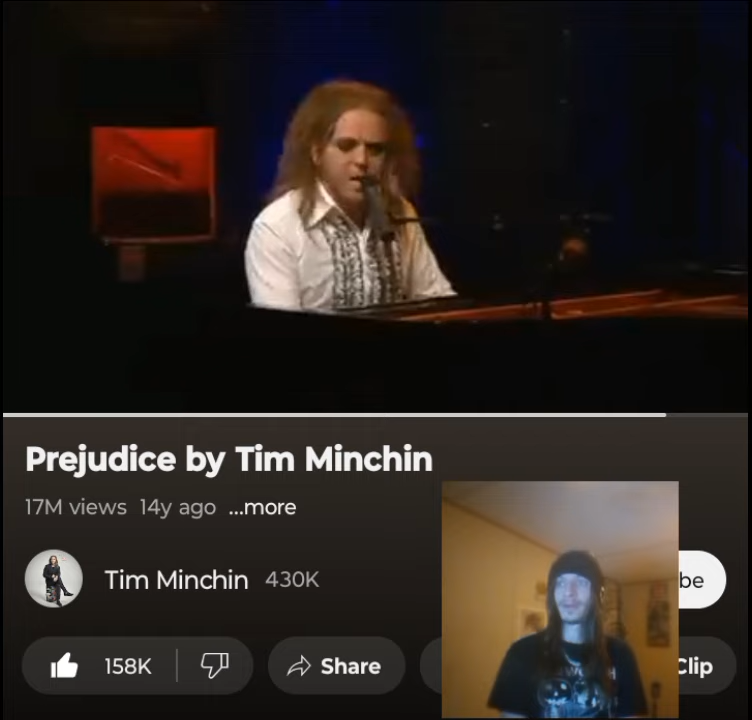 Prejudice by Tim Minchin
17M views 14y ago ...more
Tim Minchin 430K
be
158K Share Clip